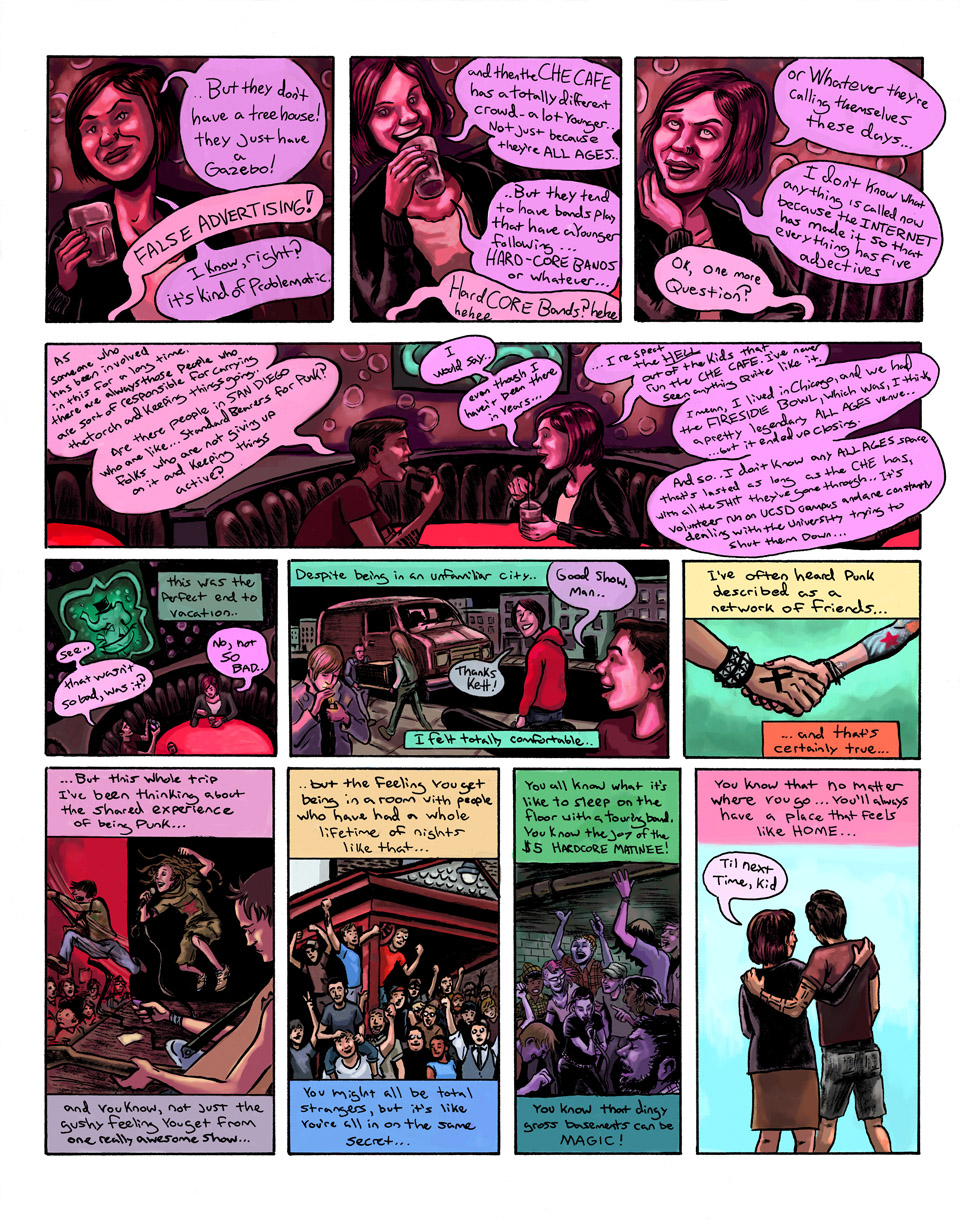 ..But they don't
have a treehouse!
they just have
a
Gazebo!
FALSE ADVERTISING!
I know, right?
it's kind of Problematic.
and then the CHE CAFE
has a totally different
crowd - a lot Younger..
Not just because
they're ALL AGES..
..But they tend
to have bands play
that have a Younger
following...
HARD-CORE BANDS
or whatever...
HardCORE Bands? hehe
hehee
or Whatever they're
calling themselves
these days...
I don't know what
anything is called now
because the INTERNET
has made it so that
everything has five
adjectives
Ok, one more
Question?
As
someone who
has been involved
in this for a long time.
there are always those People who
are sort of responsible for carrying
the torch and Keeping things going!
Are there people in SAN DIEGO
who are like... Standard Bearers for Punk?
Folks who are not giving up
on it and Keeping things
active?
I
would say..
even though I
haven't been there
in Years...
...I respect
the HELL
out of the Kids that
run the CHE CAFE. I've never
seen anything Quite like it.
I mean, I lived in Chicago, and we had
the FIRESIDE BOWL, which was, I think,
a pretty legendary ALL AGES venue..
...but it ended up closing.
And so.. I don't know any ALL AGES space
that's lasted as long as the CHE has,
with all the SHIT they've gone through... It's
volunteer run on UCSD campus and are constantly
dealing with the University trying to
shut them Down...
this was the
Perfect end to
vacation..
see..
that wasn't
so bad, was it?
No, not
SO
BAD..
Despite being in an unfamiliar city..
Good show,
Man..
Thanks
Kett!
I felt totally comfortable..
I've often heard Punk
described as a
network of friends...
... and that's
certainly true...
...But this whole trip
I've been thinking about
the shared experience
of being Punk...
and You know, not just the
gushy feeling You get from
one really awesome show...
..but the Feeling You get
being in a room with people
who have had a whole
lifetime of nights
like that...
You might all be total
strangers, but it's like
You're all in on the same
secret...
You all know what it's
like to sleep on the
floor with a touring band.
You know the joy of the
$5 HARDCORE MATINEE!
You know that dingy
gross basements can be
MAGIC!
You know that no matter
where You go... You'll always
have a place that feels
like HOME...
Til next
Time, Kid